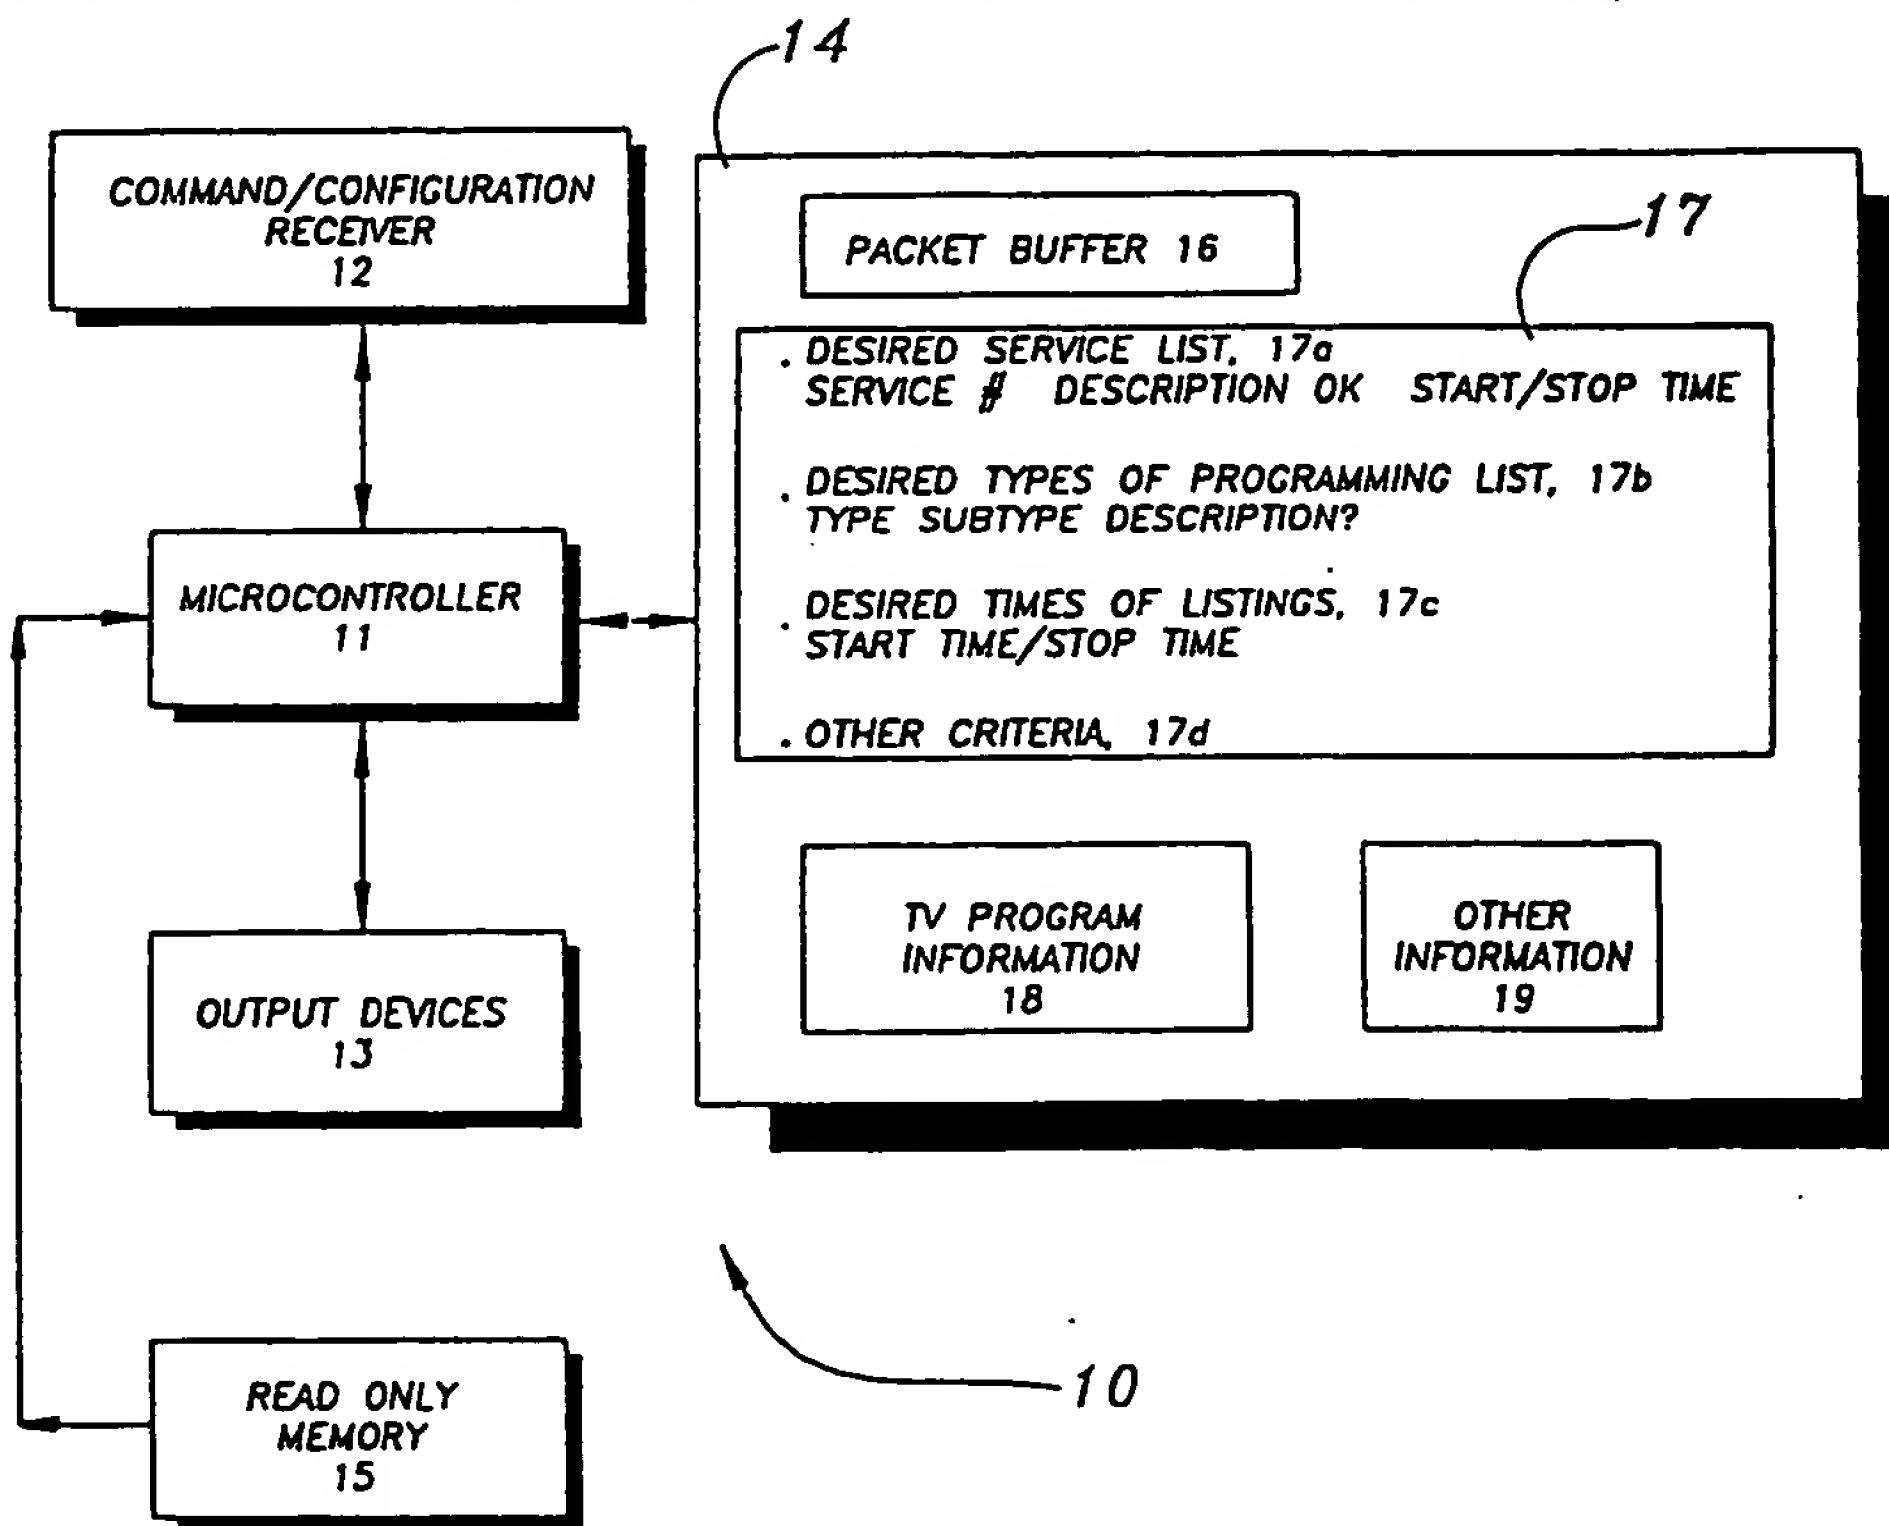 14
COMMAND/CONFIGURATION
RECEIVER
12
PACKET BUFFER 16
17
. DESIRED SERVICE LIST, 17a
SERVICE # DESCRIPTION OK START/STOP TIME
. DESIRED TYPES OF PROGRAMMING LIST, 17b
TYPE SUBTYPE DESCRIPTION?
. DESIRED TIMES OF LISTINGS, 17c
START TIME/STOP TIME
. OTHER CRITERIA, 17d
MICROCONTROLLER
11
TV PROGRAM
INFORMATION
18
OTHER
INFORMATION
19
OUTPUT DEVICES
13
10
READ ONLY
MEMORY
15